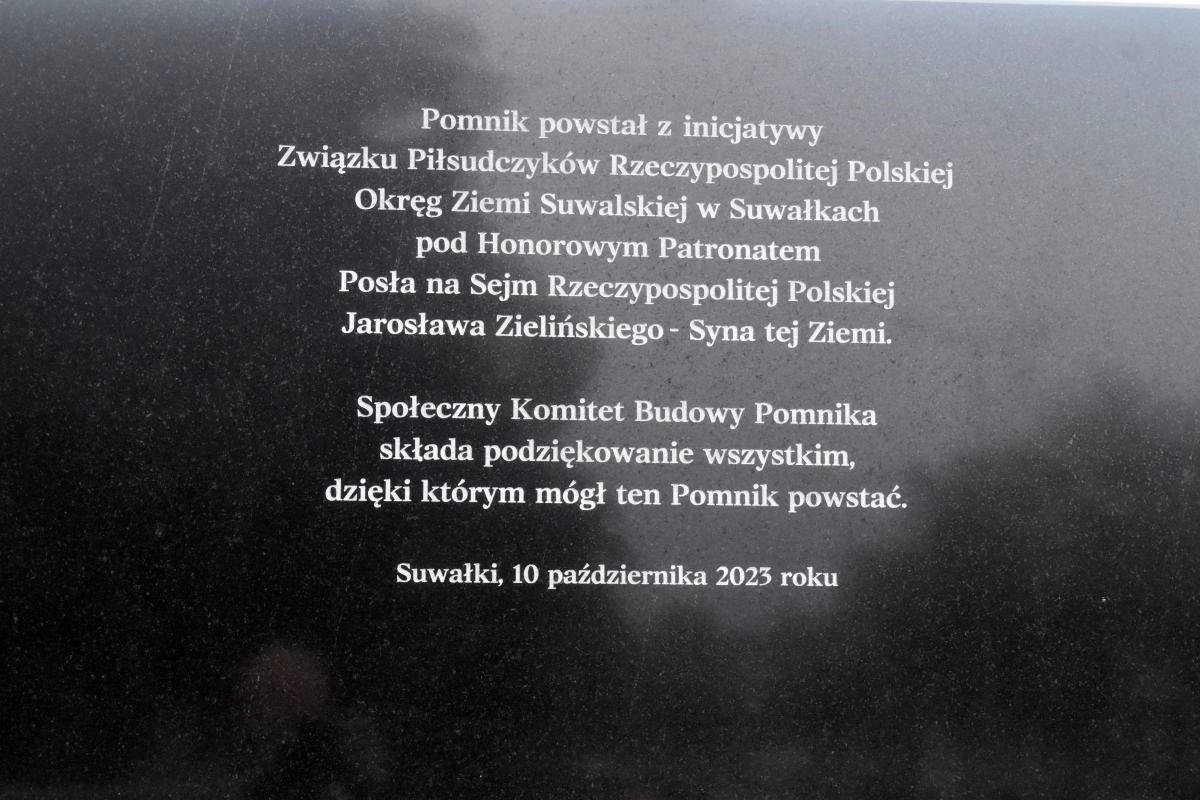 Pomnik powstał z inicjatywy
Związku Piłsudczyków Rzeczypospolitej Polskiej
Okręg Ziemi Suwalskiej w Suwałkach
pod Honorowym Patronatem
Posła na Sejm Rzeczypospolitej Polskiej
Jarosława Zielińskiego - Syna tej Ziemi.
Społeczny Komitet Budowy Pomnika
składa podziękowanie wszystkim,
dzięki którym mógł ten Pomnik powstać.
Suwałki, 10 października 2023 roku